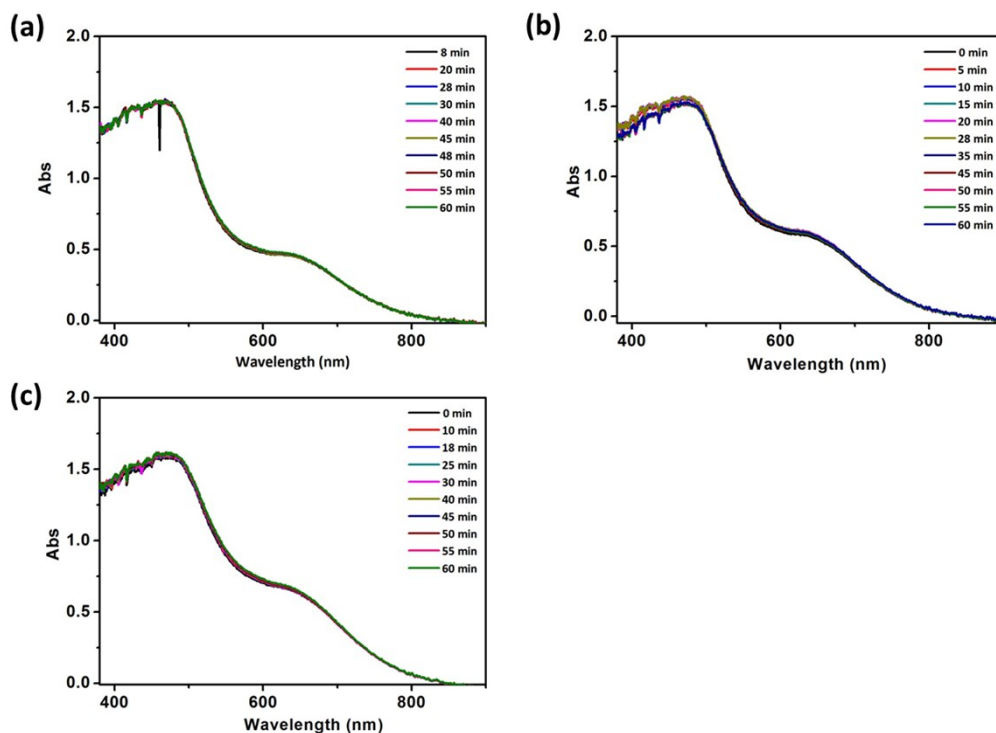 (a)
2.0
1.5
1.0
0.5
0.0
Abs
400 600 800
Wavelength (nm)
8 min
20 min
28 min
30 min
40 min
45 min
48 min
50 min
55 min
60 min
(b)
2.0
1.5
1.0
0.5
0.0
Abs
400 600 800
Wavelength (nm)
0 min
5 min
10 min
15 min
20 min
28 min
35 min
45 min
50 min
55 min
60 min
(c)
2.0
1.5
1.0
0.5
0.0
Abs
400 600 800
Wavelength (nm)
0 min
10 min
18 min
25 min
30 min
40 min
45 min
50 min
55 min
60 min